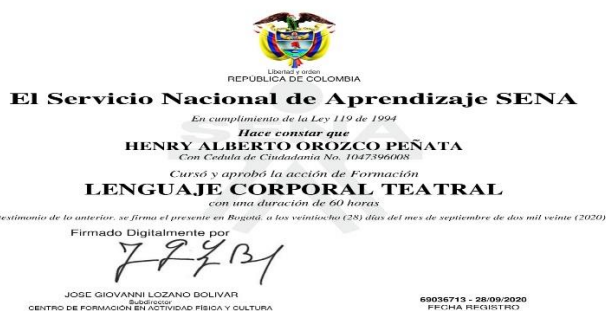 Libertad y orden
REPÚBLICA DE COLOMBIA
El Servicio Nacional de Aprendizaje SENA
En cumplimiento de la Ley 119 de 1994
Hace constar que
HENRY ALBERTO OROZCO PEÑATA
Con Cedula de Ciudadania No. 1047396008
Cursó y aprobó la acción de Formación
LENGUAJE CORPORAL TEATRAL
con una duración de 60 horas
testimonio de lo anterior, se firma el presente en Bogotá, a los veintiocho (28) días del mes de septiembre de dos mil veinte (2020)
Firmado Digitalmente por
JOSE GIOVANNI LOZANO BOLIVAR
Subdirector
CENTRO DE FORMACIÓN EN ACTIVIDAD FÍSICA Y CULTURA
69036713 - 28/09/2020
FECHA REGISTRO